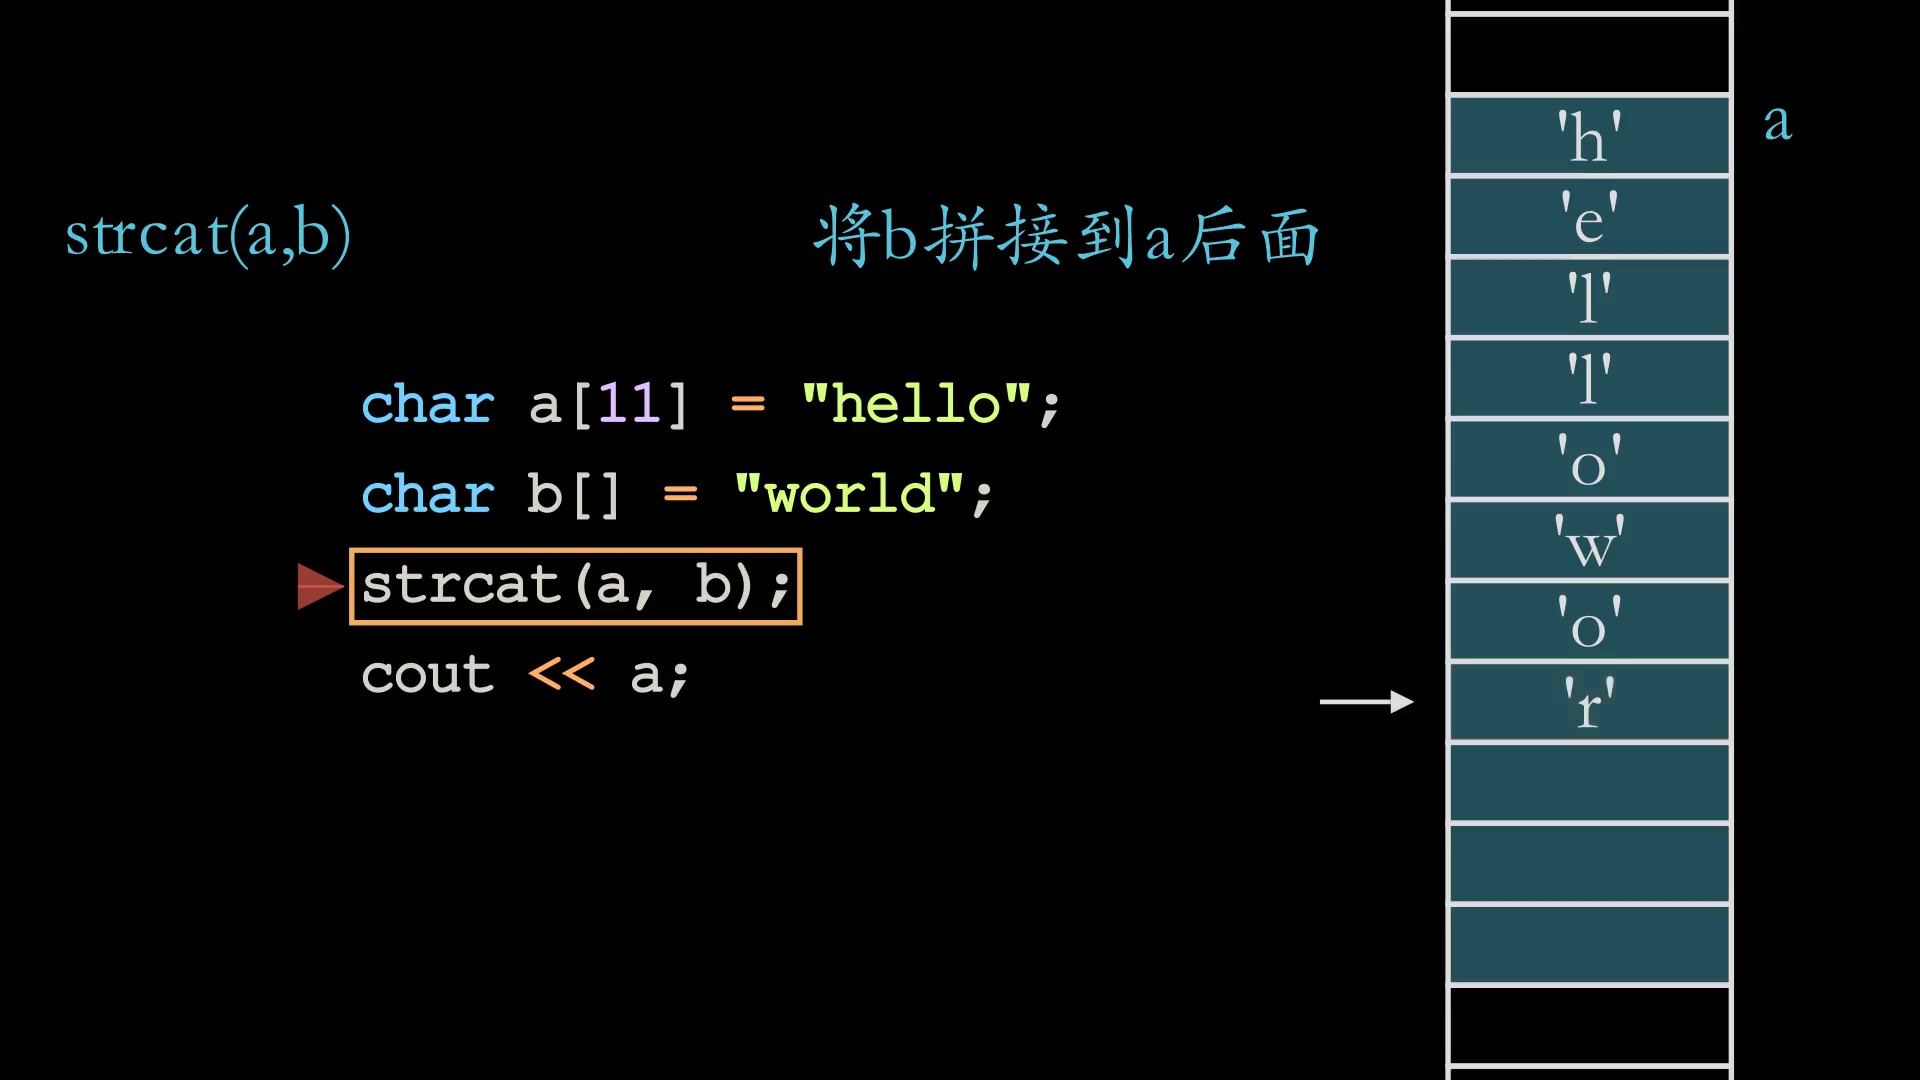 strcat(a,b)
将b拼接到a后面
char a[11] = "hello";
char b[] = "world";
strcat(a, b);
cout << a;
a
'h'
'e'
'l'
'l'
'o'
'w'
'o'
'r'